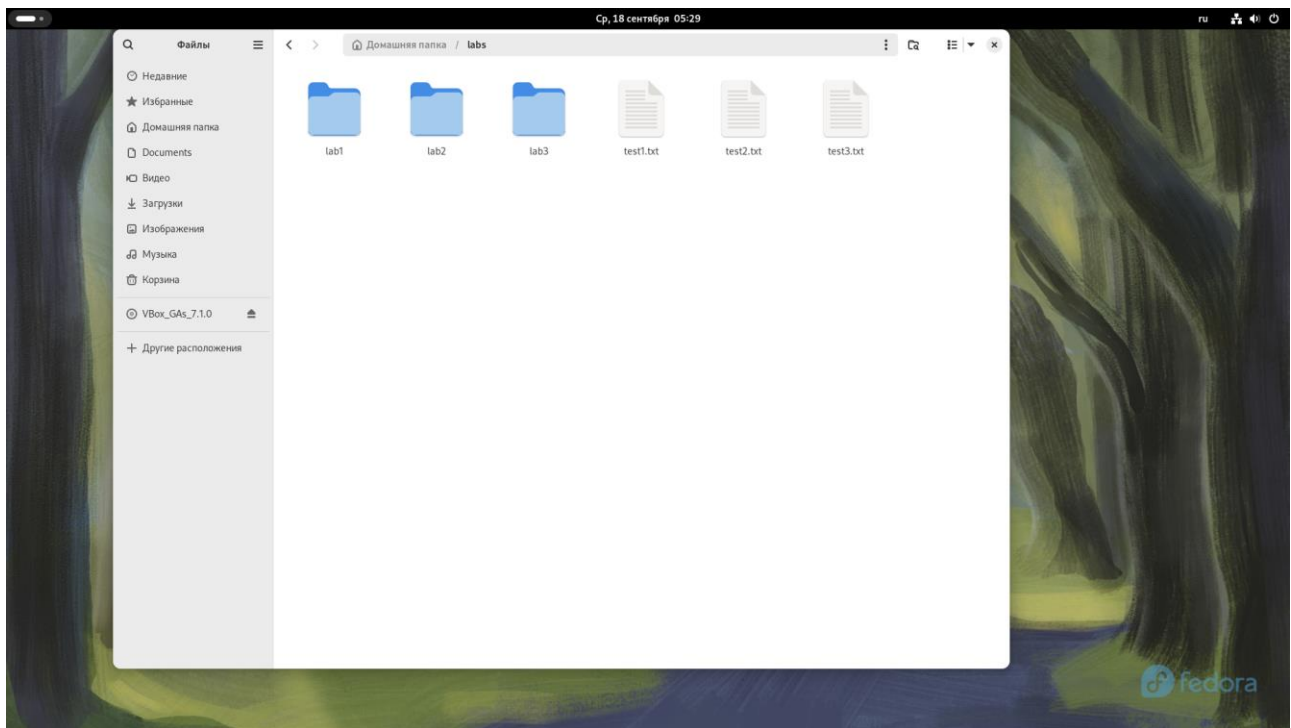 Ср, 18 сентября 05:29
ru
Файлы
Домашняя папка / labs
Недавние
Избранные
Домашняя папка
Documents
Видео
Загрузки
Изображения
Музыка
Корзина
VBox_GAs_7.1.0
Другие расположения
lab1 lab2 lab3 test1.txt test2.txt test3.txt
fedora